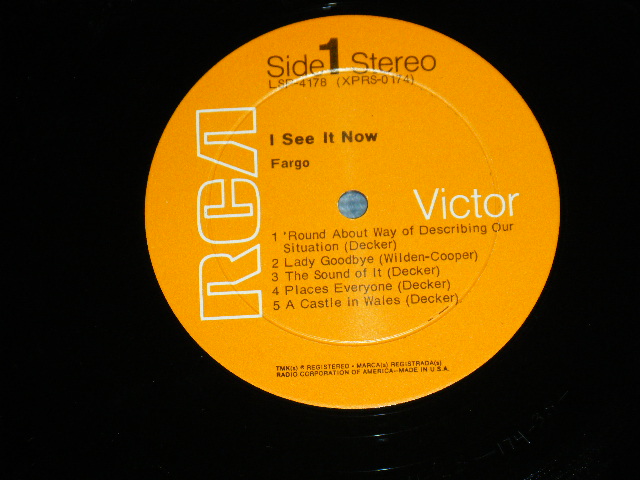 Side 1 Stereo
LSP-4178 (XPRS-0174)
RCA
I See It Now
Fargo
Victor
1 'Round About Way of Describing Our
Situation (Decker)
2 Lady Goodbye (Wilden-Cooper)
3 The Sound of It (Decker)
4 Places Everyone (Decker)
5 A Castle in Wales (Decker)
TMK(s) ® REGISTERED • MARCA(s) REGISTRADA(s)
RADIO CORPORATION OF AMERICA—MADE IN U.S.A.